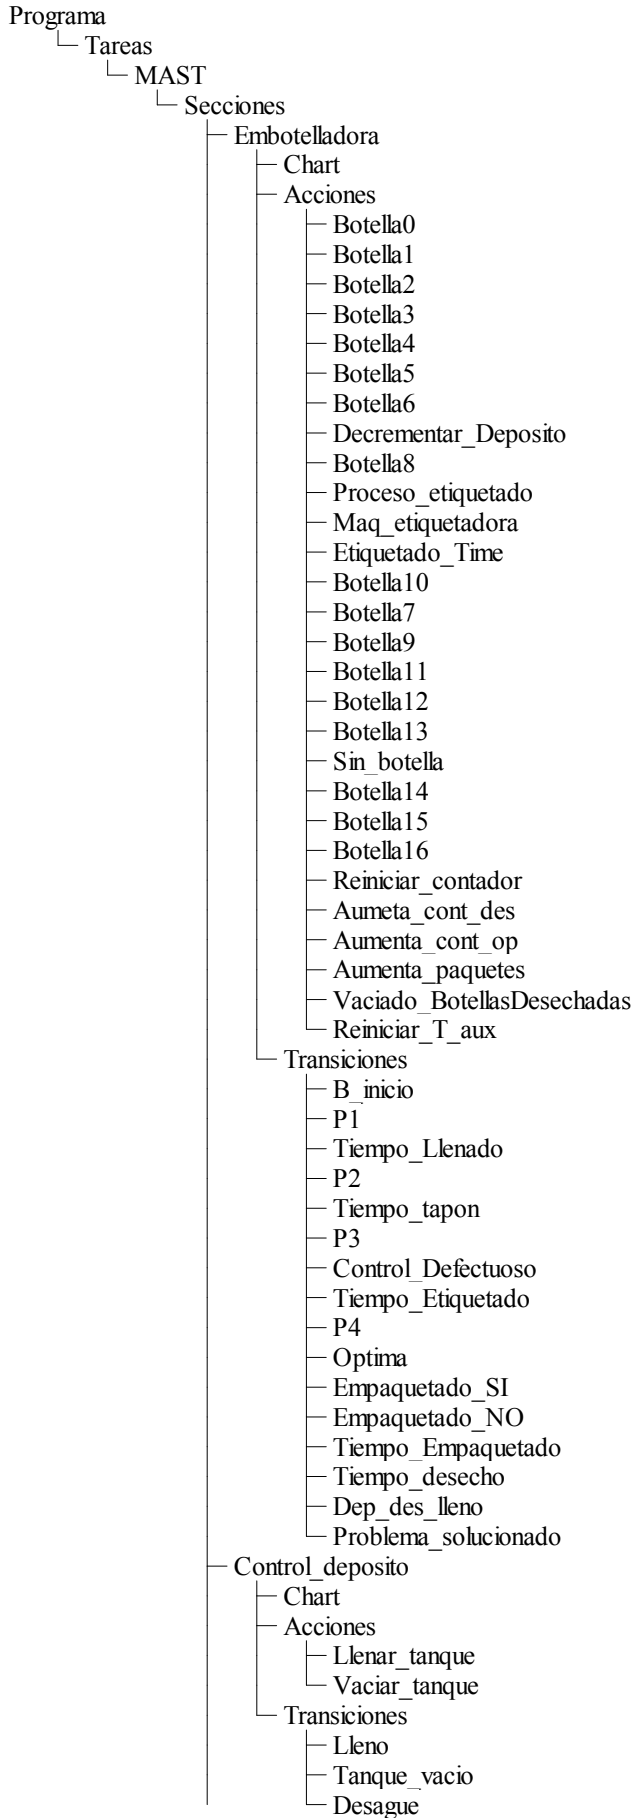 Programa
Tareas
MAST
Secciones
Embotelladora
Chart
Acciones
Botella0
Botella1
Botella2
Botella3
Botella4
Botella5
Botella6
Decrementar_Deposito
Botella8
Proceso_etiquetado
Maq_etiquetadora
Etiquetado_Time
Botella10
Botella7
Botella9
Botella11
Botella12
Botella13
Sin_botella
Botella14
Botella15
Botella16
Reiniciar_contador
Aumeta_cont_des
Aumenta_cont_op
Aumenta_paquetes
Vaciado_BotellasDesechadas
Reiniciar_T_aux
Transiciones
B_inicio
P1
Tiempo_Llenado
P2
Tiempo_tapon
P3
Control_Defectuoso
Tiempo_Etiquetado
P4
Optima
Empaquetado_SI
Empaquetado_NO
Tiempo_Empaquetado
Tiempo_desecho
Dep_des_lleno
Problema_solucionado
Control_deposito
Chart
Acciones
Llenar_tanque
Vaciar_tanque
Transiciones
Lleno
Tanque_vacio
Desague